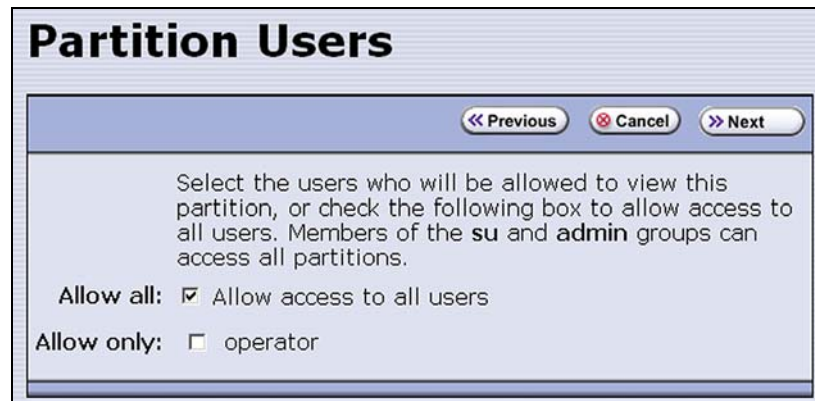 Partition Users
Previous Cancel Next
Select the users who will be allowed to view this
partition, or check the following box to allow access to
all users. Members of the su and admin groups can
access all partitions.
Allow all: Allow access to all users
Allow only: operator